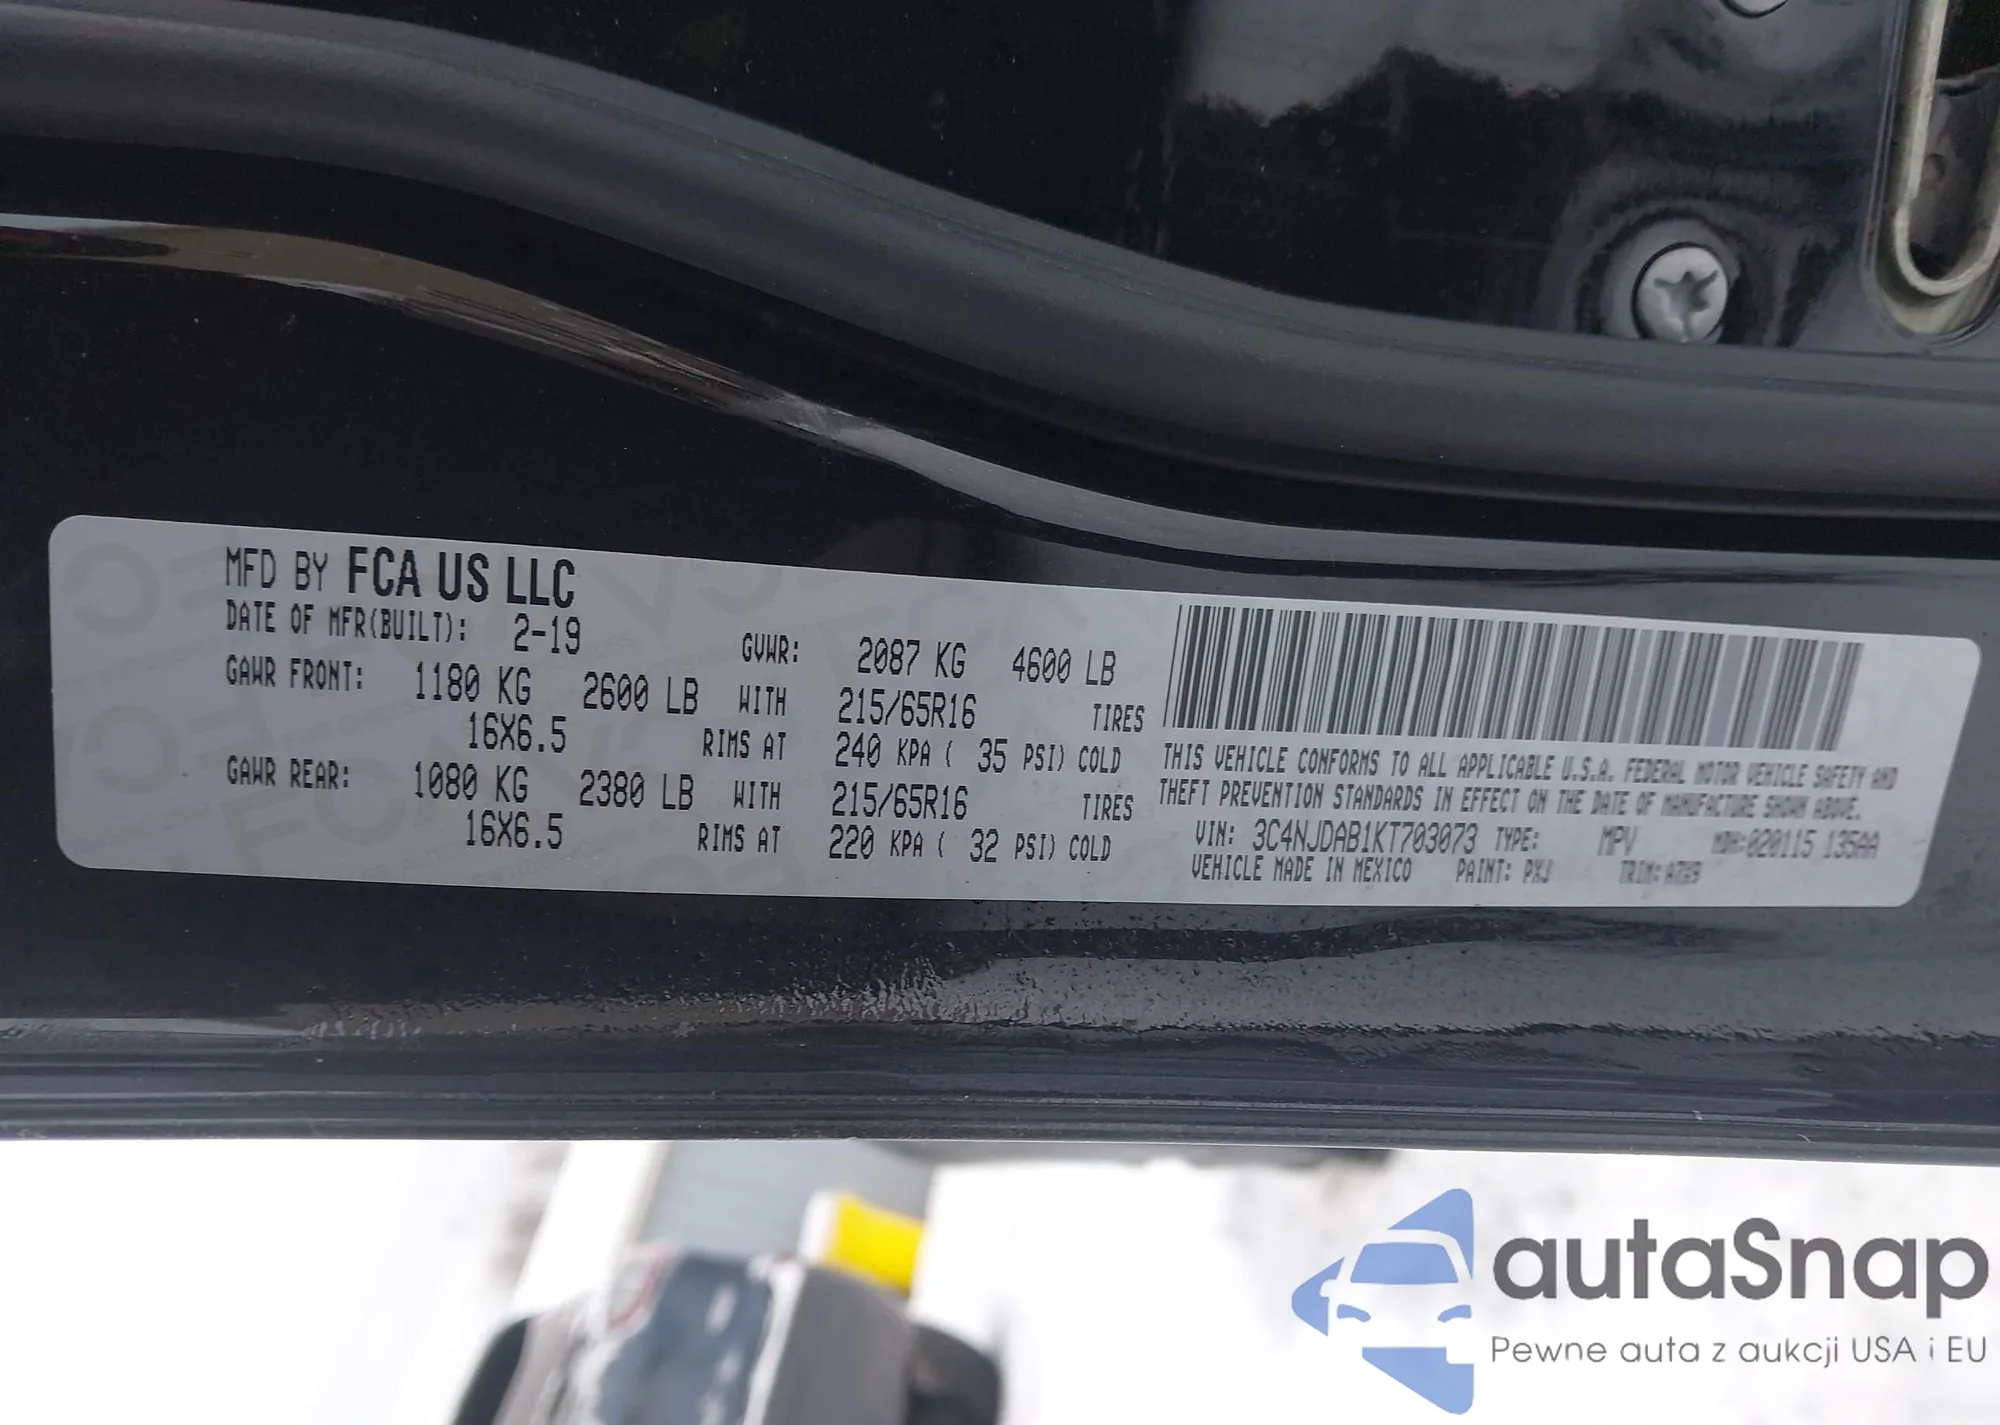 MFD BY FCA US LLC
DATE OF MFR(BUILT): 2-19 GVWR: 2087 KG 4600 LB
GAWR FRONT: 1180 KG 2600 LB WITH 215/65R16 TIRES
16X6.5 RIMS AT 240 KPA ( 35 PSI) COLD
GAWR REAR: 1080 KG 2380 LB WITH 215/65R16 TIRES
16X6.5 RIMS AT 220 KPA ( 32 PSI) COLD
THIS VEHICLE CONFORMS TO ALL APPLICABLE U.S.A. FEDERAL MOTOR VEHICLE SAFETY AND
THEFT PREVENTION STANDARDS IN EFFECT ON THE DATE OF MANUFACTURE SHOWN ABOVE.
VIN: 3C4NJDAB1KT703073 TYPE: MPV MDH:020115 135AA
VEHICLE MADE IN MEXICO PAINT: PXJ TRIM:
autaSnap
Pewne auta z aukcji USA i EU